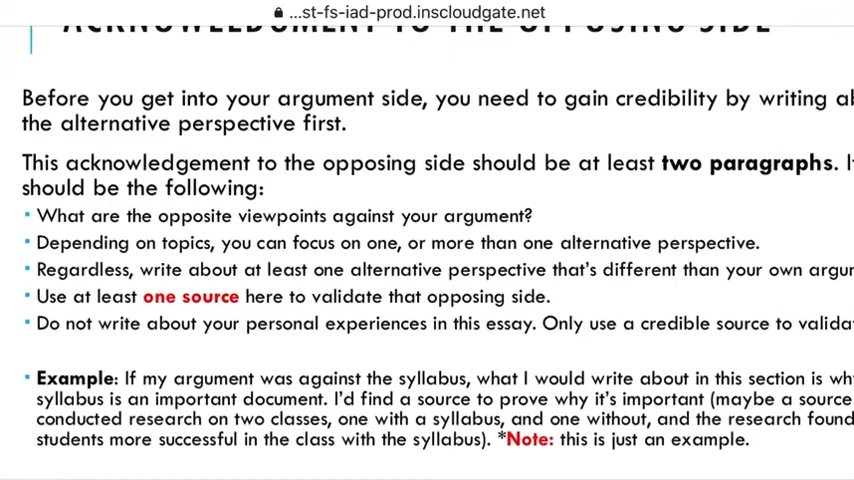 ...st-fs-iad-prod.inscloudgate.net
ACKNOWLEDGMENT TO THE OPPOSING SIDE
Before you get into your argument side, you need to gain credibility by writing
the alternative perspective first.
This acknowledgement to the opposing side should be at least two paragraphs.
should be the following:
What are the opposite viewpoints against your argument?
Depending on topics, you can focus on one, or more than one alternative perspective.
Regardless, write about at least one alternative perspective that's different than your own
Use at least one source here to validate that opposing side.
Do not write about your personal experiences in this essay. Only use a credible source to
Example: If my argument was against the syllabus, what I would write about in this section is
syllabus is an important document. I'd find a source to prove why it's important (maybe a source
conducted research on two classes, one with a syllabus, and one without, and the research found
students more successful in the class with the syllabus). *Note: this is just an example.